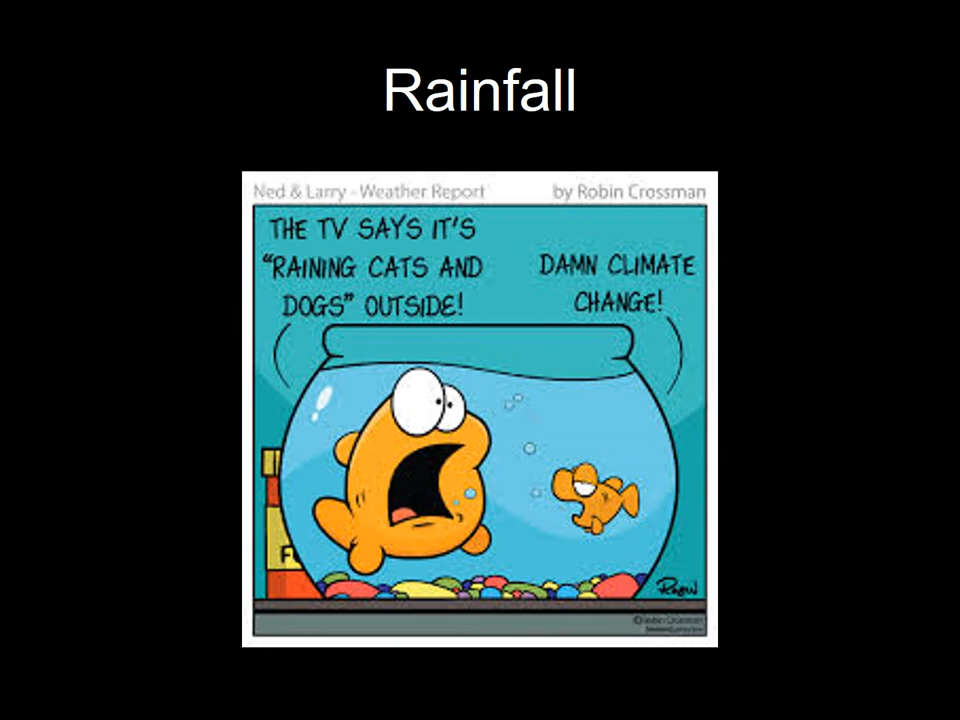 Rainfall
Ned & Larry - Weather Report
by Robin Crossman
THE TV SAYS IT'S
"RAINING CATS AND
DOGS" OUTSIDE!
DAMN CLIMATE
CHANGE!
©Robin Crossman